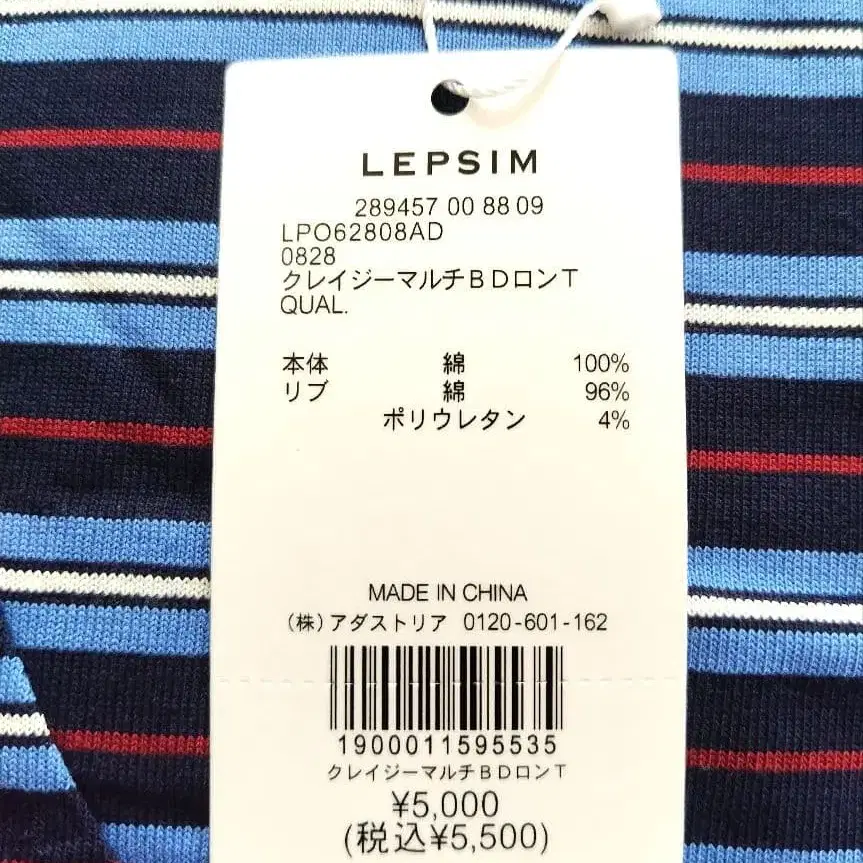 LEPSIM
289457 00 88 09
LPO62808AD
0828
クレイジーマルチBDロンT
QUAL.
本体 綿 100%
リブ 綿 96%
ポリウレタン 4%
MADE IN CHINA
(株)アダストリア 0120-601-162
1900011595535
クレイジーマルチBDロンT
¥5,000
(税込¥5,500)